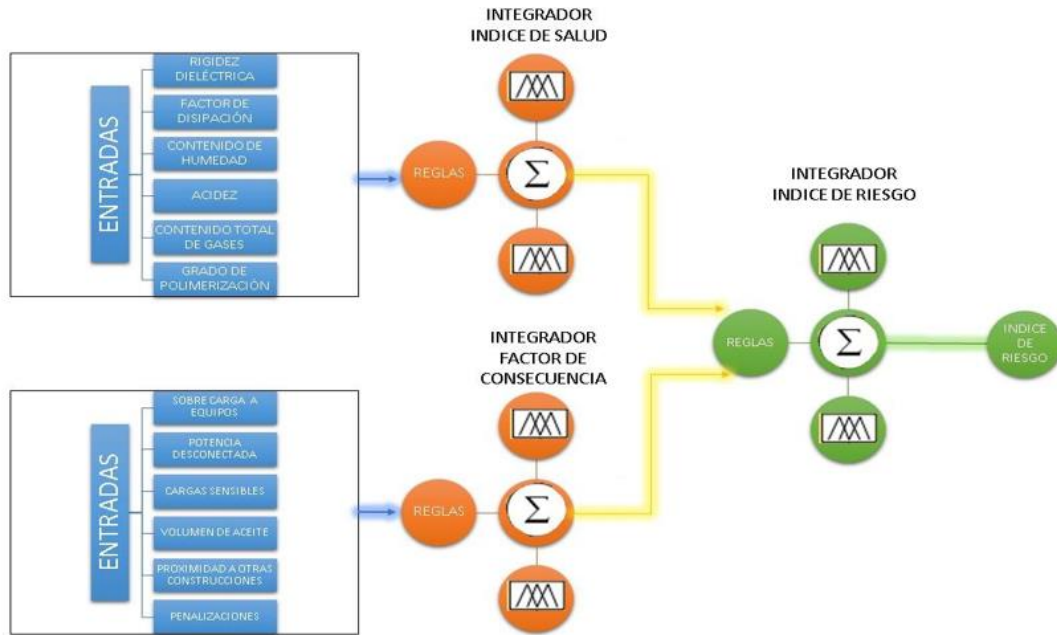 INTEGRADOR
INDICE DE SALUD
ENTRADAS
RIGIDEZ
DIELÉCTRICA
FACTOR DE
DISIPACIÓN
CONTENIDO DE
HUMEDAD
ACIDEZ
CONTENIDO TOTAL
DE GASES
GRADO DE
POLIMERIZACIÓN
REGLAS
Σ
INTEGRADOR
INDICE DE RIESGO
REGLAS
Σ
INDICE
DE
RIESGO
INTEGRADOR
FACTOR DE
CONSECUENCIA
ENTRADAS
SOBRE CARGA A
EQUIPOS
POTENCIA
DESCONECTADA
CARGAS SENSIBLES
VOLUMEN DE ACEITE
PROXIMIDAD A OTRAS
CONSTRUCCIONES
PENALIZACIONES
REGLAS
Σ